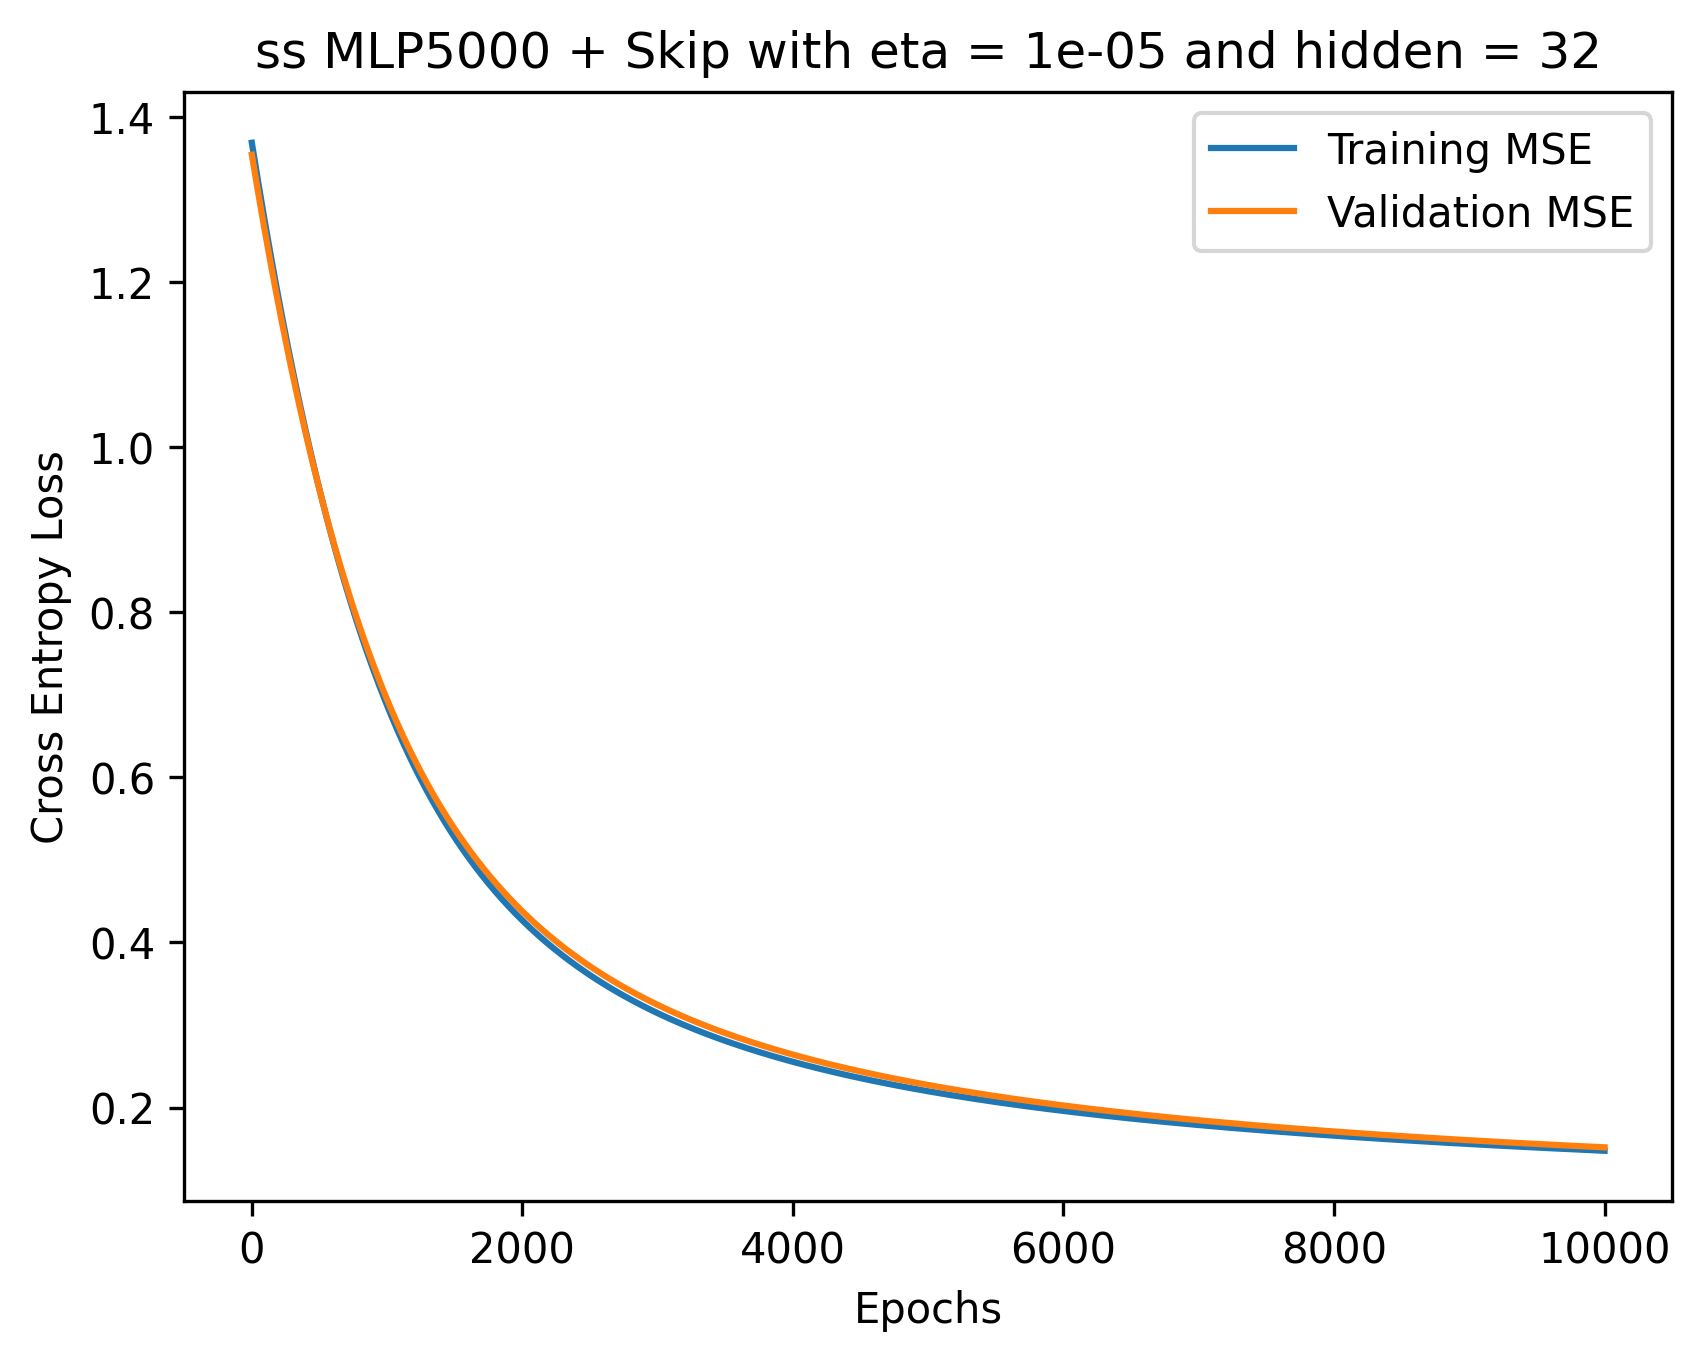 ss MLP5000 + Skip with eta = 1e-05 and hidden = 32
Training MSE
Validation MSE
1.4
1.2
1.0
0.8
0.6
0.4
0.2
Cross Entropy Loss
0 2000 4000 6000 8000 10000
Epochs